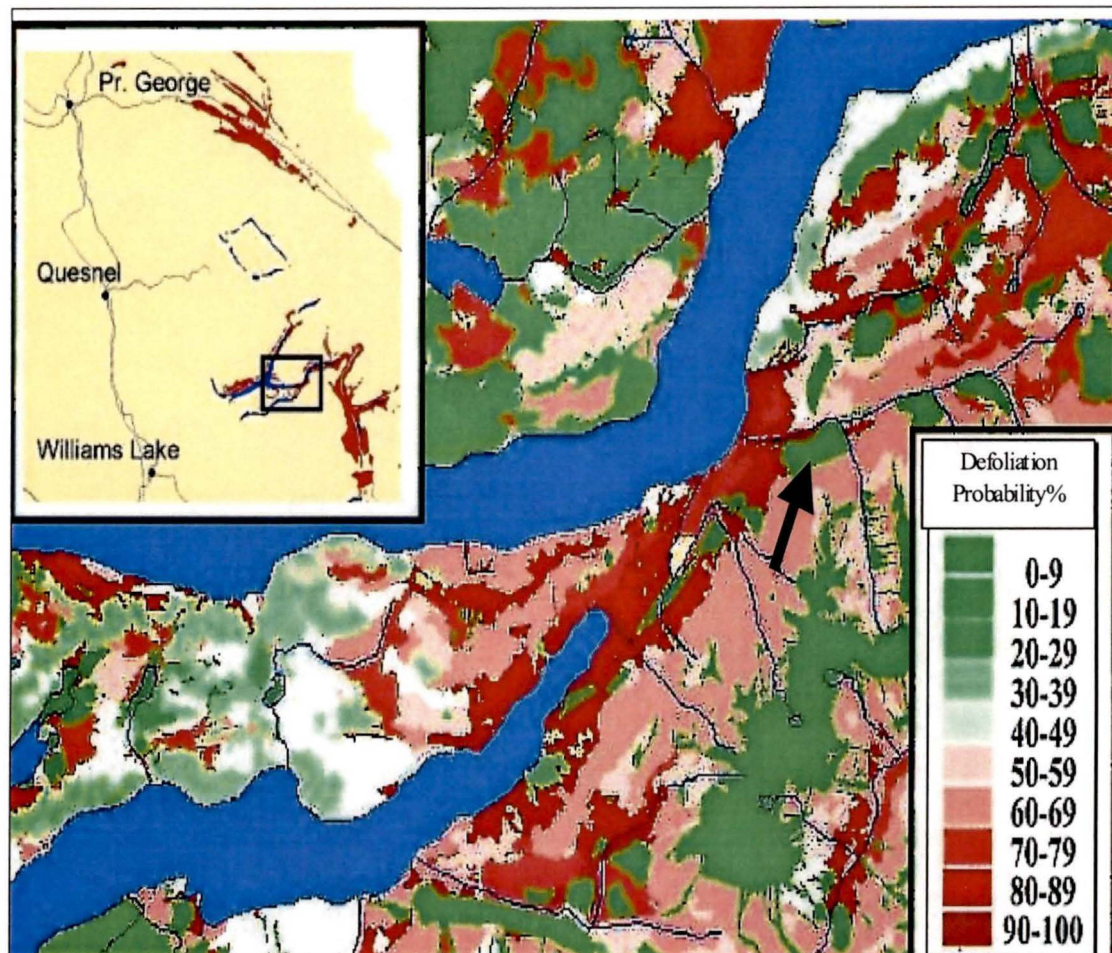 Pr. George
Quesnel
Williams Lake
Defoliation
Probability%
0-9
10-19
20-29
30-39
40-49
50-59
60-69
70-79
80-89
90-100